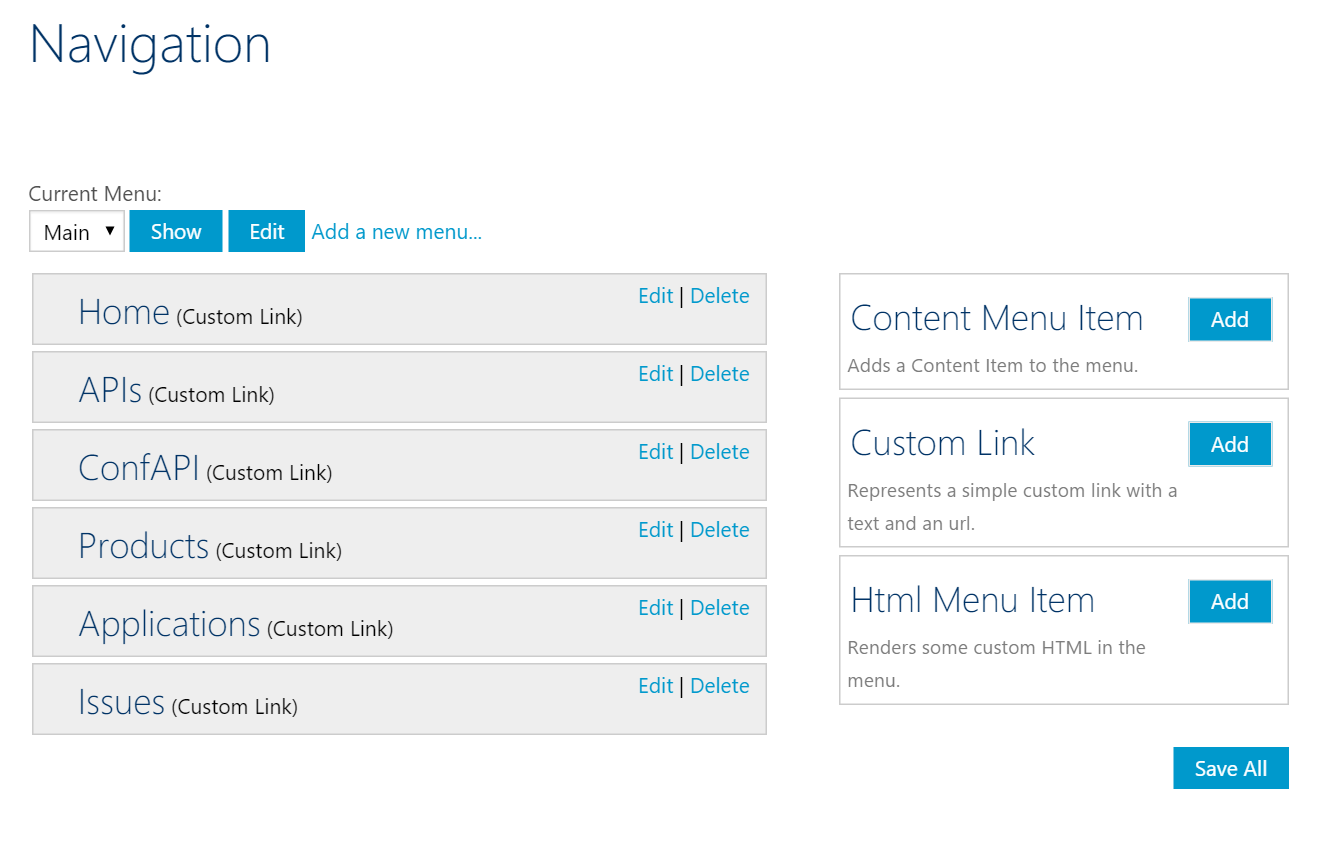 Navigation
Current Menu:
Main Show Edit Add a new menu...
Home (Custom Link) Edit | Delete
APIs (Custom Link) Edit | Delete
ConfAPI (Custom Link) Edit | Delete
Products (Custom Link) Edit | Delete
Applications (Custom Link) Edit | Delete
Issues (Custom Link) Edit | Delete
Content Menu Item Add
Adds a Content Item to the menu.
Custom Link Add
Represents a simple custom link with a
text and an url.
Html Menu Item Add
Renders some custom HTML in the
menu.
Save All